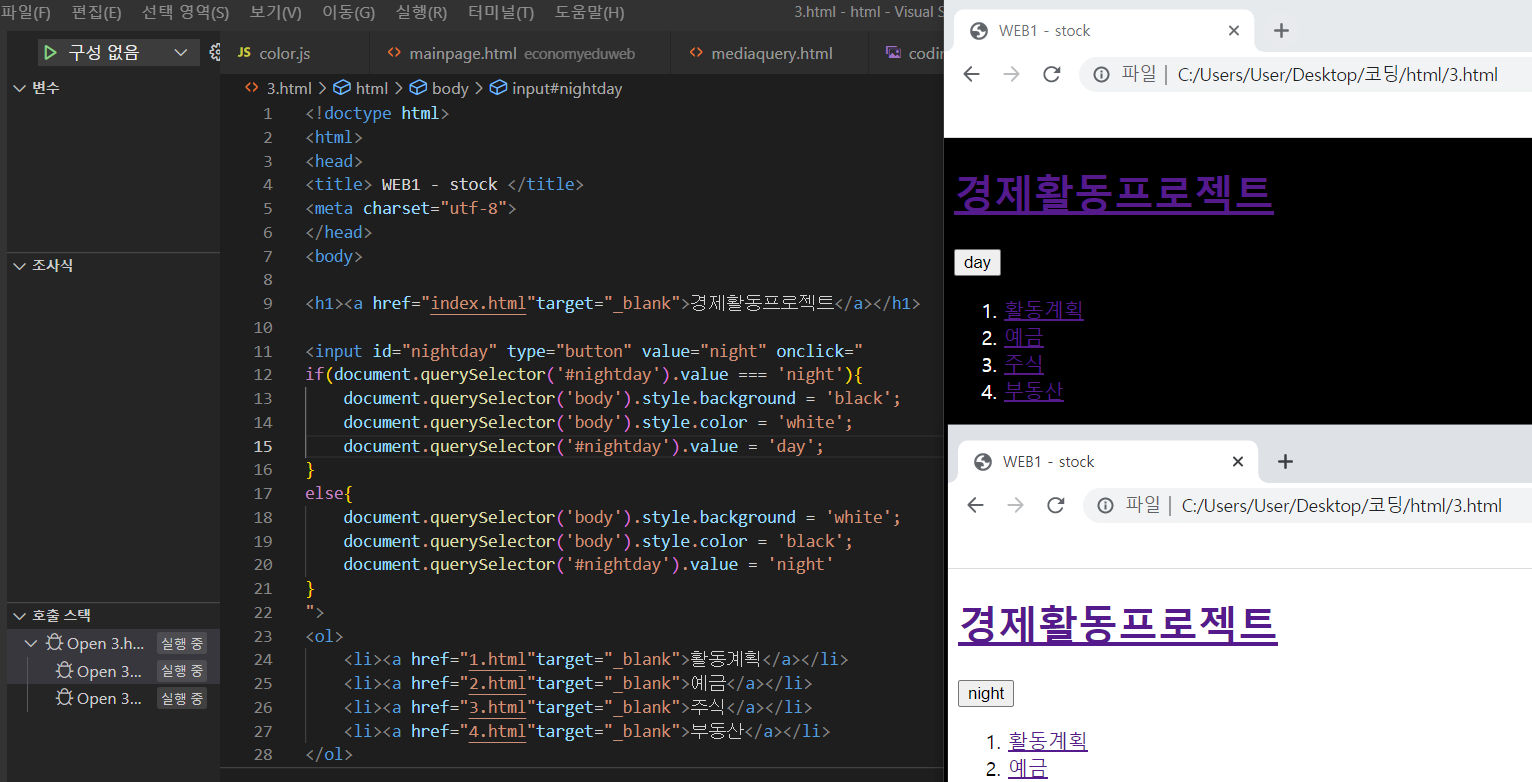 파일(F) 편집(E) 선택 영역(S) 보기(V) 이동(G) 실행(R) 터미널(T) 도움말(H) 3.html - html - Visual S
구성 없음
JS color.js
mainpage.html economyeduweb
mediaquery.html
codin
변수
조사식
호출 스택
Open 3.h... 실행 중
Open 3... 실행 중
Open 3... 실행 중
3.html > html > body > input#nightday
1 <!doctype html>
2 <html>
3 <head>
4 <title> WEB1 - stock </title>
5 <meta charset="utf-8">
6 </head>
7 <body>
8
9 <h1><a href="index.html"target="_blank">경제활동프로젝트</a></h1>
10
11 <input id="nightday" type="button" value="night" onclick="
12 if(document.querySelector('#nightday').value === 'night'){
13 document.querySelector('body').style.background = 'black';
14 document.querySelector('body').style.color = 'white';
15 document.querySelector('#nightday').value = 'day';
16 }
17 else{
18 document.querySelector('body').style.background = 'white';
19 document.querySelector('body').style.color = 'black';
20 document.querySelector('#nightday').value = 'night'
21 }
22 ">
23 <ol>
24 <li><a href="1.html"target="_blank">활동계획</a></li>
25 <li><a href="2.html"target="_blank">예금</a></li>
26 <li><a href="3.html"target="_blank">주식</a></li>
27 <li><a href="4.html"target="_blank">부동산</a></li>
28 </ol>
WEB1 - stock
파일 | C:/Users/User/Desktop/코딩/html/3.html
경제활동프로젝트
day
1. 활동계획
2. 예금
3. 주식
4. 부동산
WEB1 - stock
파일 | C:/Users/User/Desktop/코딩/html/3.html
경제활동프로젝트
night
1. 활동계획
2. 예금